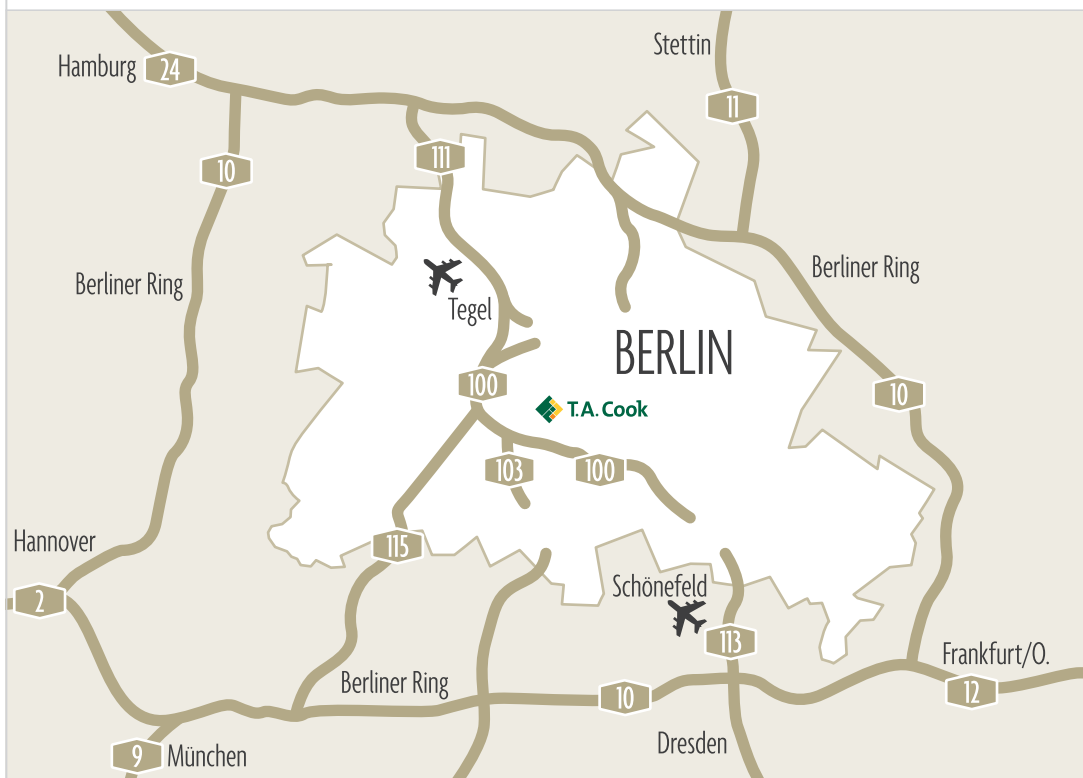 Stettin
Hamburg
24
11
111
10
Berliner Ring
Berliner Ring
Tegel
BERLIN
100
10
T.A. Cook
103
100
Hannover
115
2
Schönefeld
113
Frankfurt/O.
Berliner Ring
10
12
Dresden
9
München